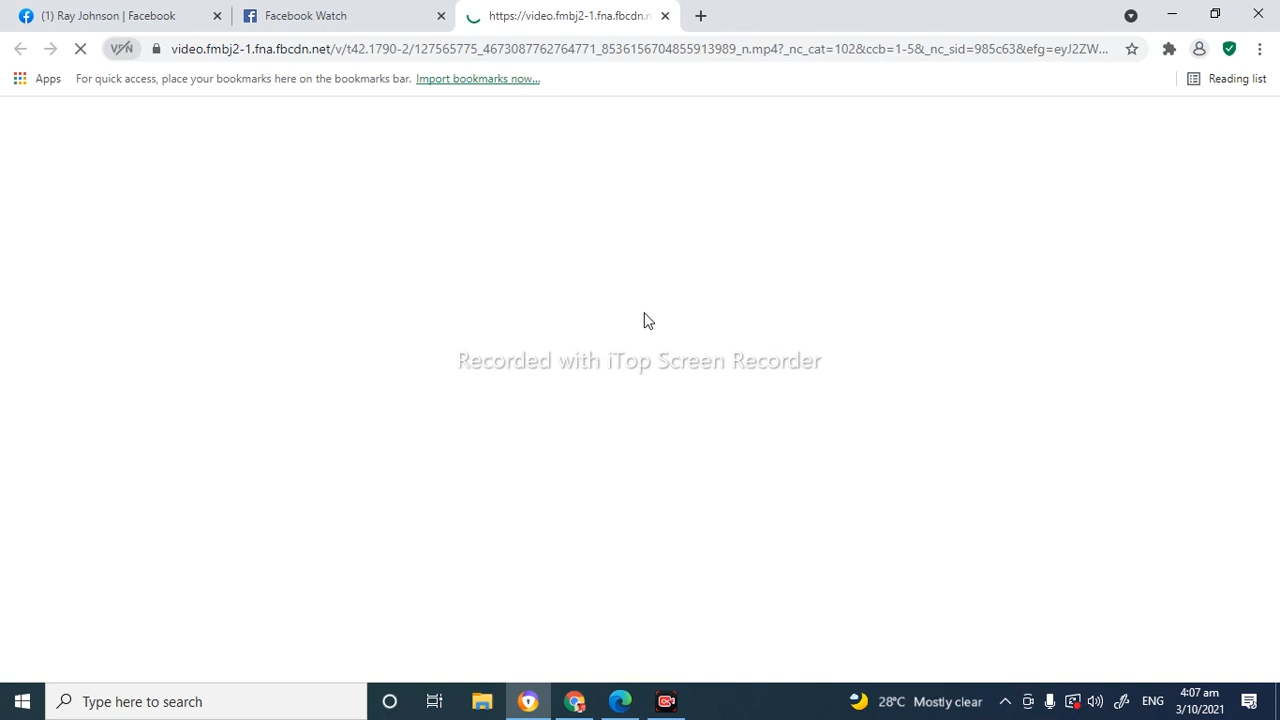 (1) Ray Johnson | Facebook
Facebook Watch
https://video.fmbj2-1.fna.fbcdn.n
VPN
video.fmbj2-1.fna.fbcdn.net/v/t42.1790-2/127565775_4673087762764771_8536156704855913989_n.mp4?_nc_cat=102&ccb=1-5&_nc_sid=985c63&efg=eyJ2ZW...
Apps
For quick access, place your bookmarks here on the bookmarks bar. Import bookmarks now...
Reading list
Recorded with iTop Screen Recorder
Type here to search
28°C Mostly clear
ENG
4:07 am
3/10/2021